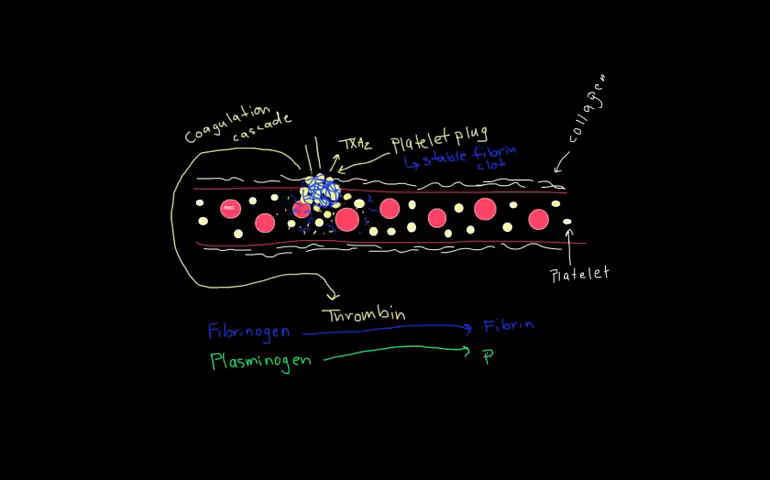 Coagulation
cascade
TXA2
Platelet plug
stable fibrin
clot
collagen
RBC
Platelet
Thrombin
Fibrinogen
Fibrin
Plasminogen
P